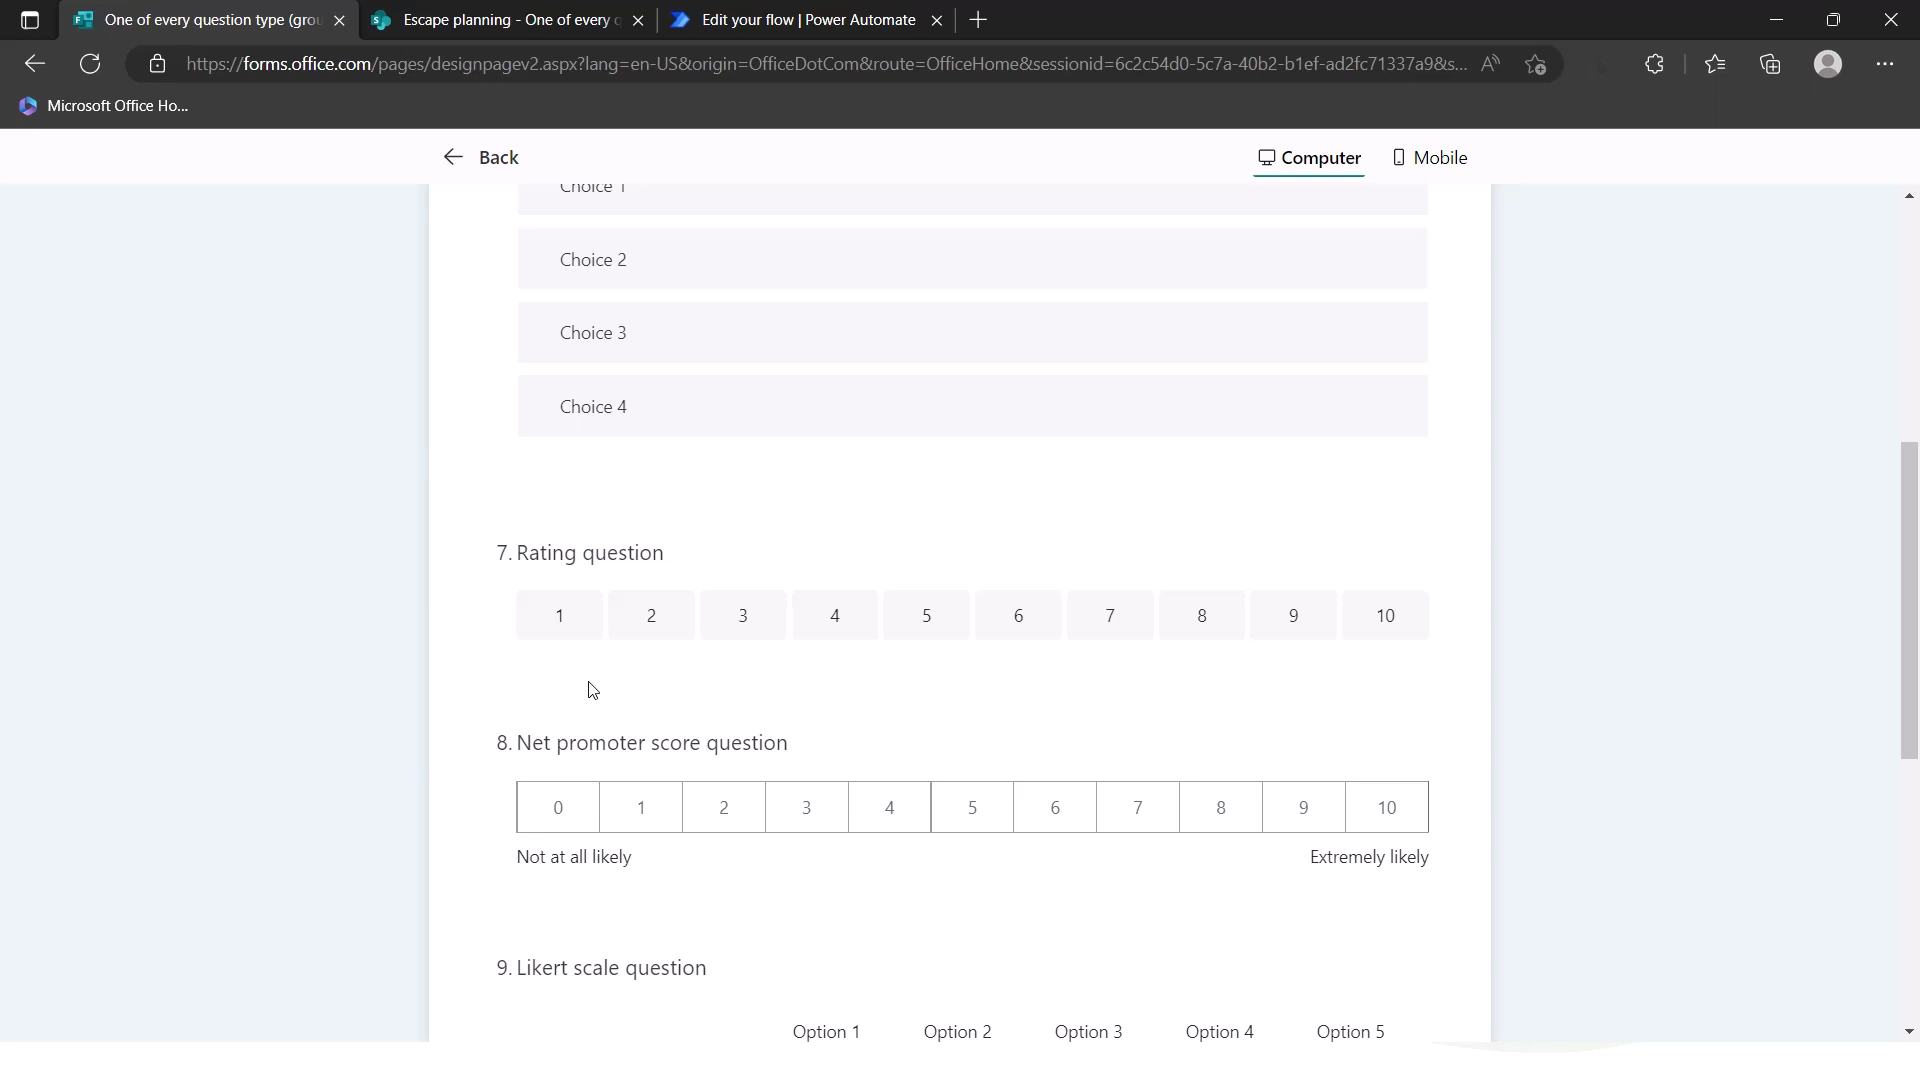 One of every question type (grou
Escape planning - One of every q
Edit your flow | Power Automate
https://forms.office.com/pages/designpagev2.aspx?lang=en-US&origin=OfficeDotCom&route=OfficeHome&sessionid=6c2c54d0-5c7a-40b2-b1ef-ad2fc71337a9&s...
Microsoft Office Ho...
Back
Computer
Mobile
Choice 1
Choice 2
Choice 3
Choice 4
7. Rating question
1 2 3 4 5 6 7 8 9 10
8. Net promoter score question
0 1 2 3 4 5 6 7 8 9 10
Not at all likely
Extremely likely
9. Likert scale question
Option 1 Option 2 Option 3 Option 4 Option 5